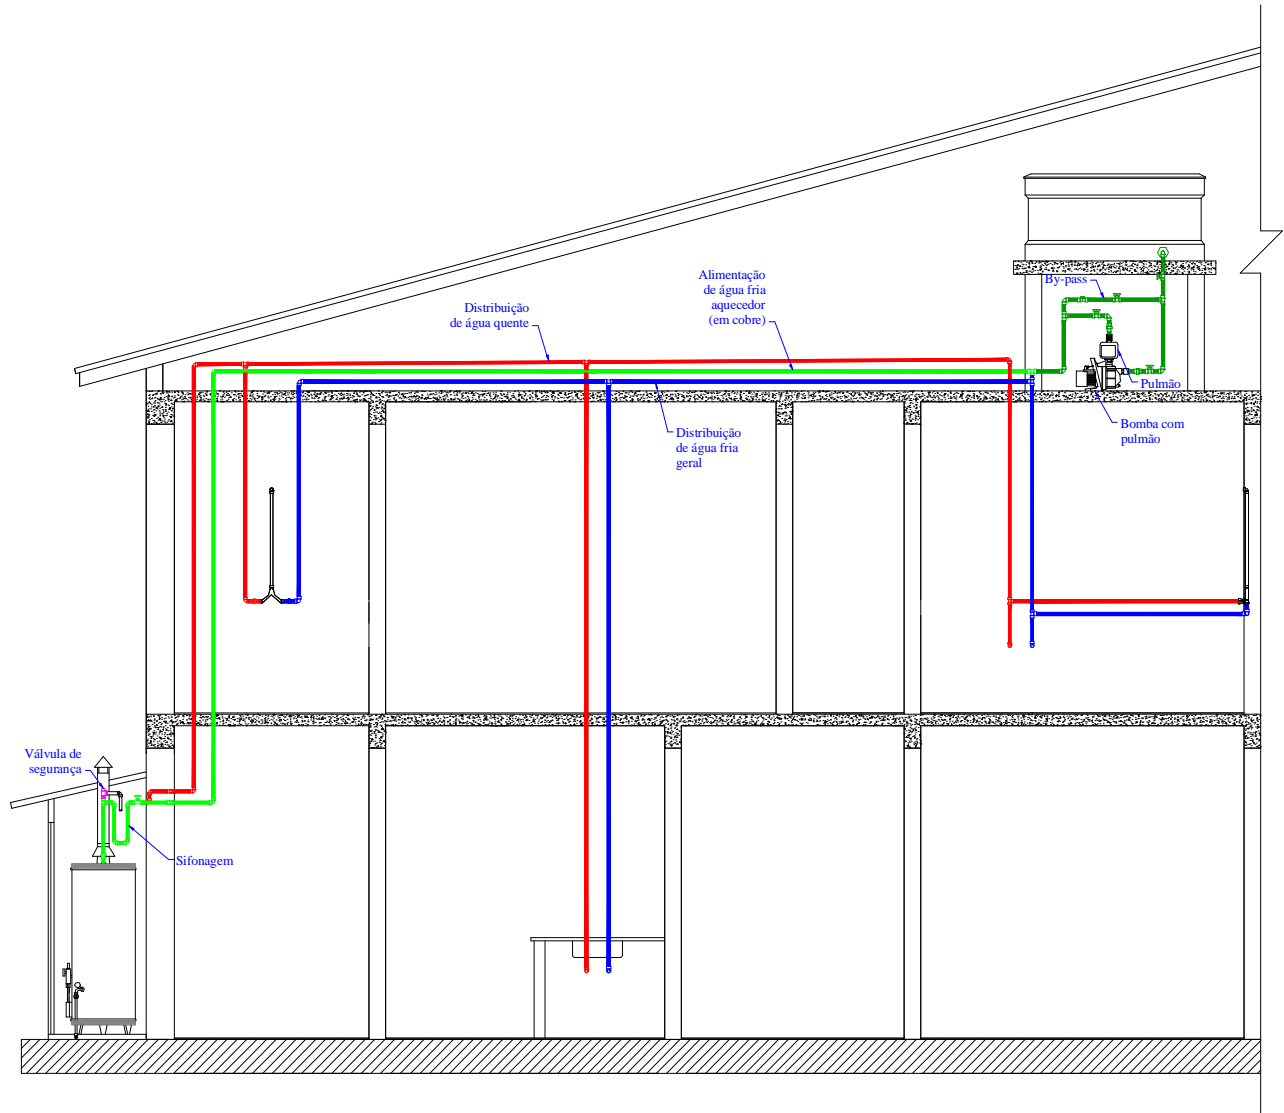 Alimentação
de água fria
aquecedor
(em cobre)
By-pass
Distribuição
de água quente
Pulmão
Bomba com
pulmão
Distribuição
de água fria
geral
Válvula de
segurança
Sifonagem